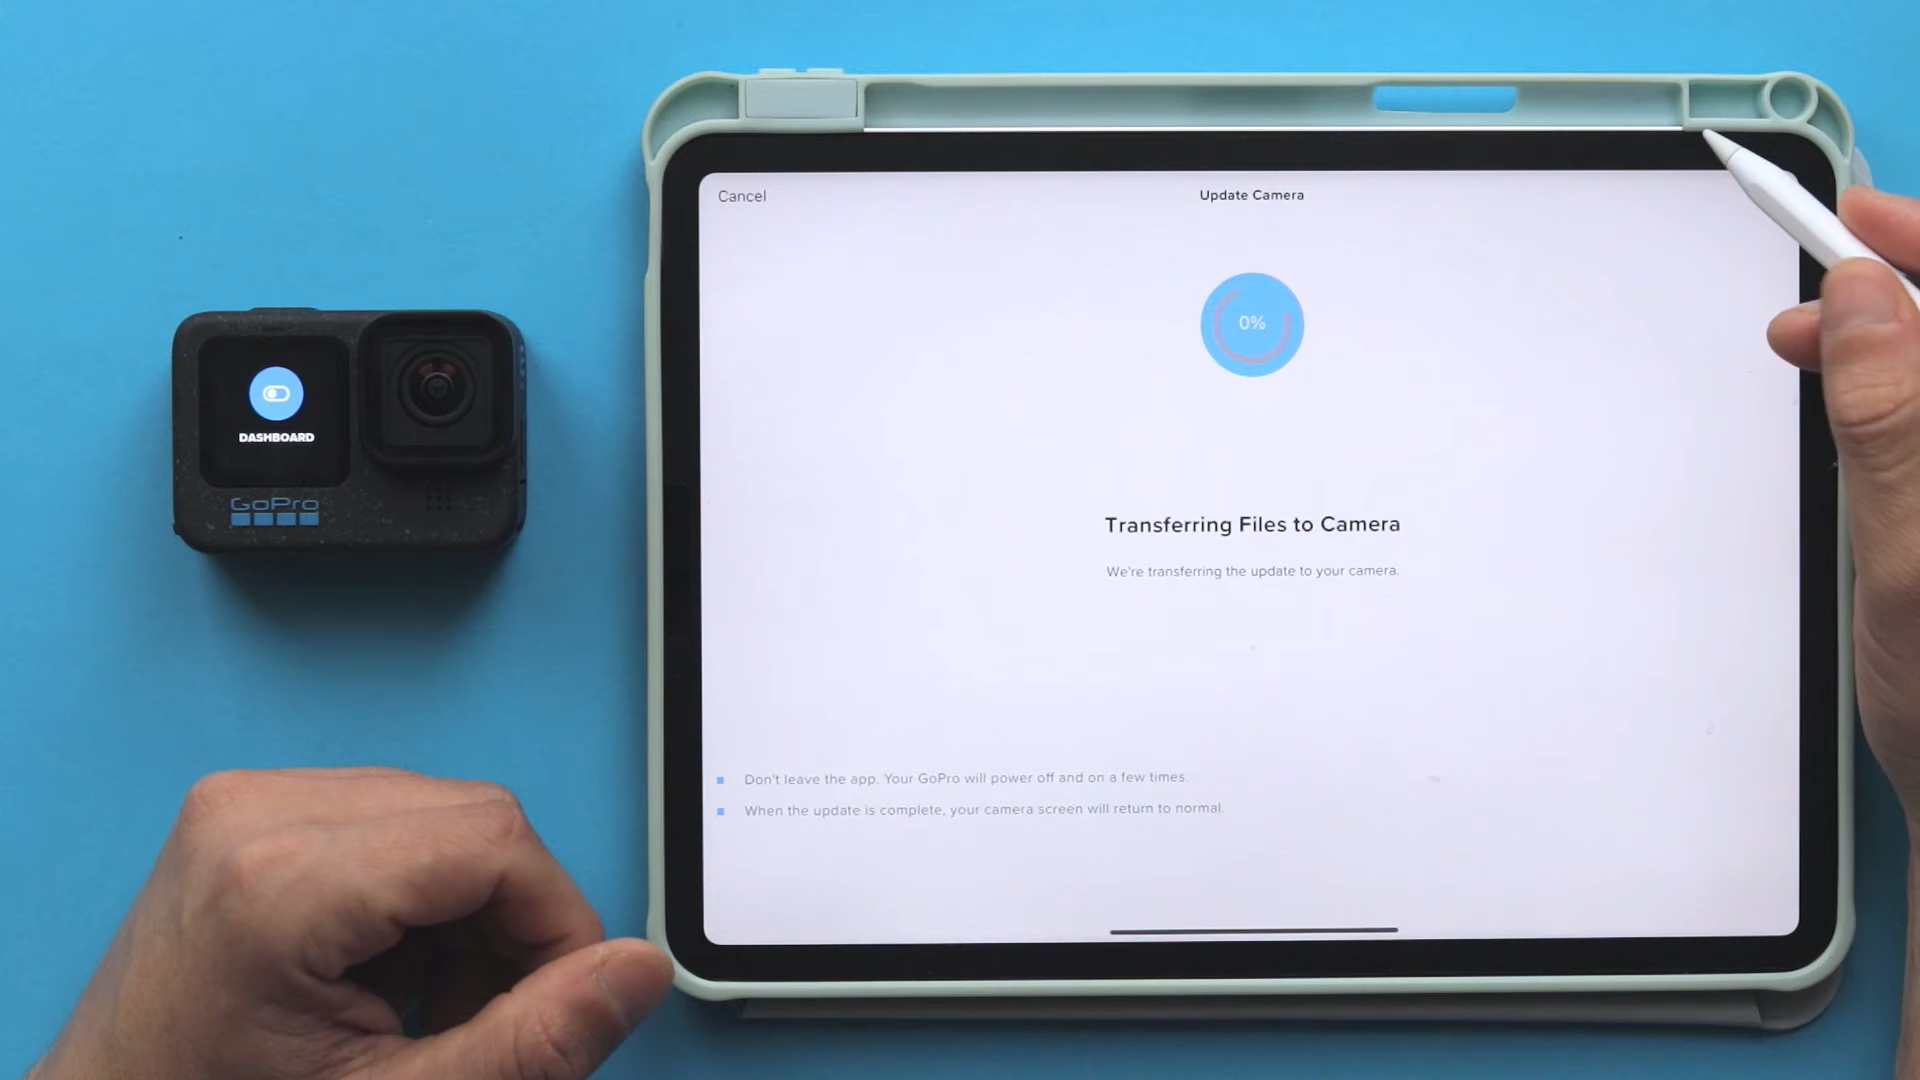 DASHBOARD
GoPro
Cancel
Update Camera
0%
Transferring Files to Camera
We're transferring the update to your camera.
Don't leave the app. Your GoPro will power off and on a few times.
When the update is complete, your camera screen will return to normal.